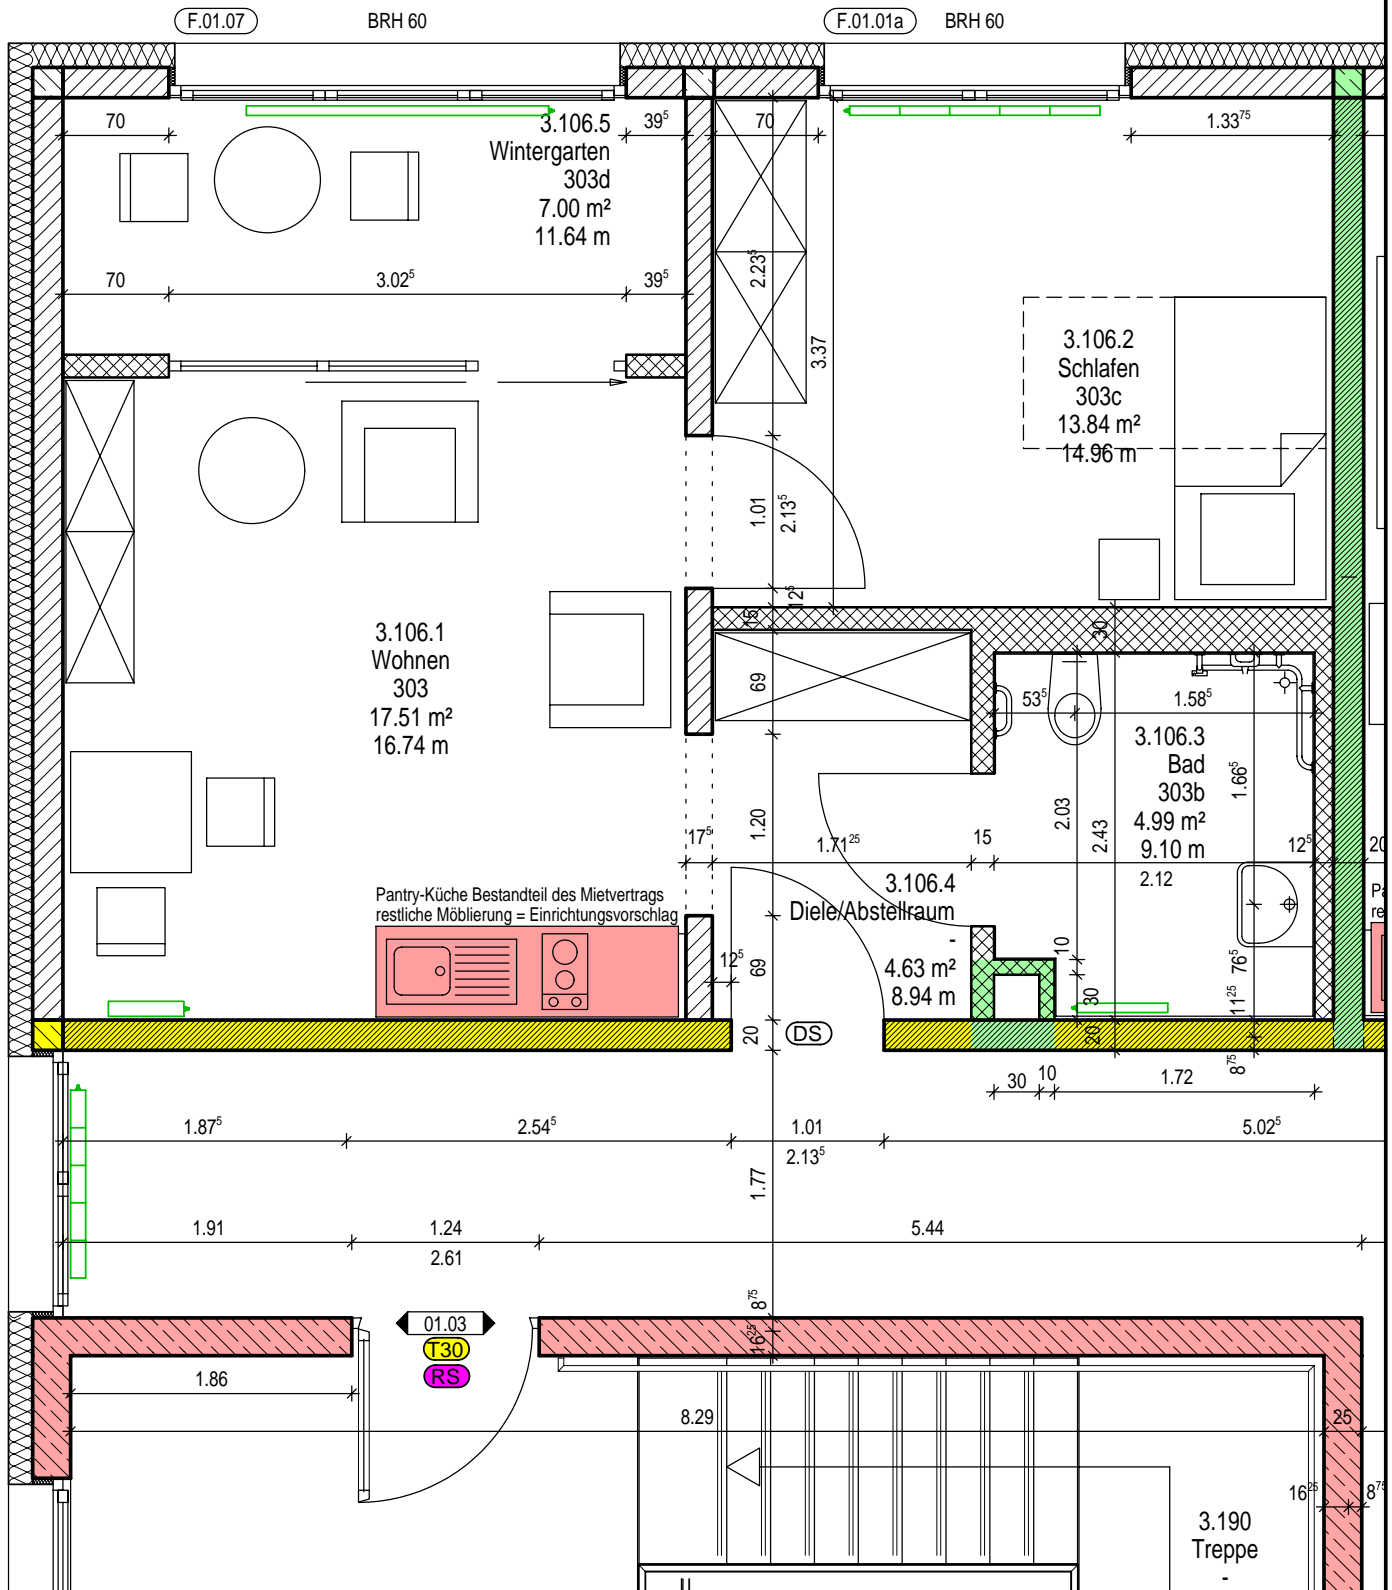 F.01.07
BRH 60
F.01.01a
BRH 60
70
39⁵
70
1.33⁷⁵
3.106.5
Wintergarten
303d
7.00 m²
11.64 m
70
3.02⁵
39⁵
2.23⁵
3.37
3.106.2
Schlafen
303c
13.84 m²
14.96 m
1.01
2.13⁵
12⁵
15
30
3.106.1
Wohnen
303
17.51 m²
16.74 m
69
53⁵
1.58⁵
3.106.3
Bad
303b
4.99 m²
9.10 m
1.66⁵
2.03
2.43
1.20
17⁵
1.71²⁵
15
12⁵
20
2.12
3.106.4
Diele/Abstellraum
-
4.63 m²
8.94 m
Pantry-Küche Bestandteil des Mietvertrags
restliche Möblierung = Einrichtungsvorschlag
Pa
re
12⁵
69
10
30
76⁵
11²⁵
20
DS
20
8⁷⁵
30
10
1.72
1.87⁵
2.54⁵
1.01
2.13⁵
5.02⁵
1.77
1.91
1.24
2.61
5.44
8⁷⁵
16²⁵
01.03
T30
RS
1.86
8.29
25
16²⁵
8⁷⁵
3.190
Treppe
-